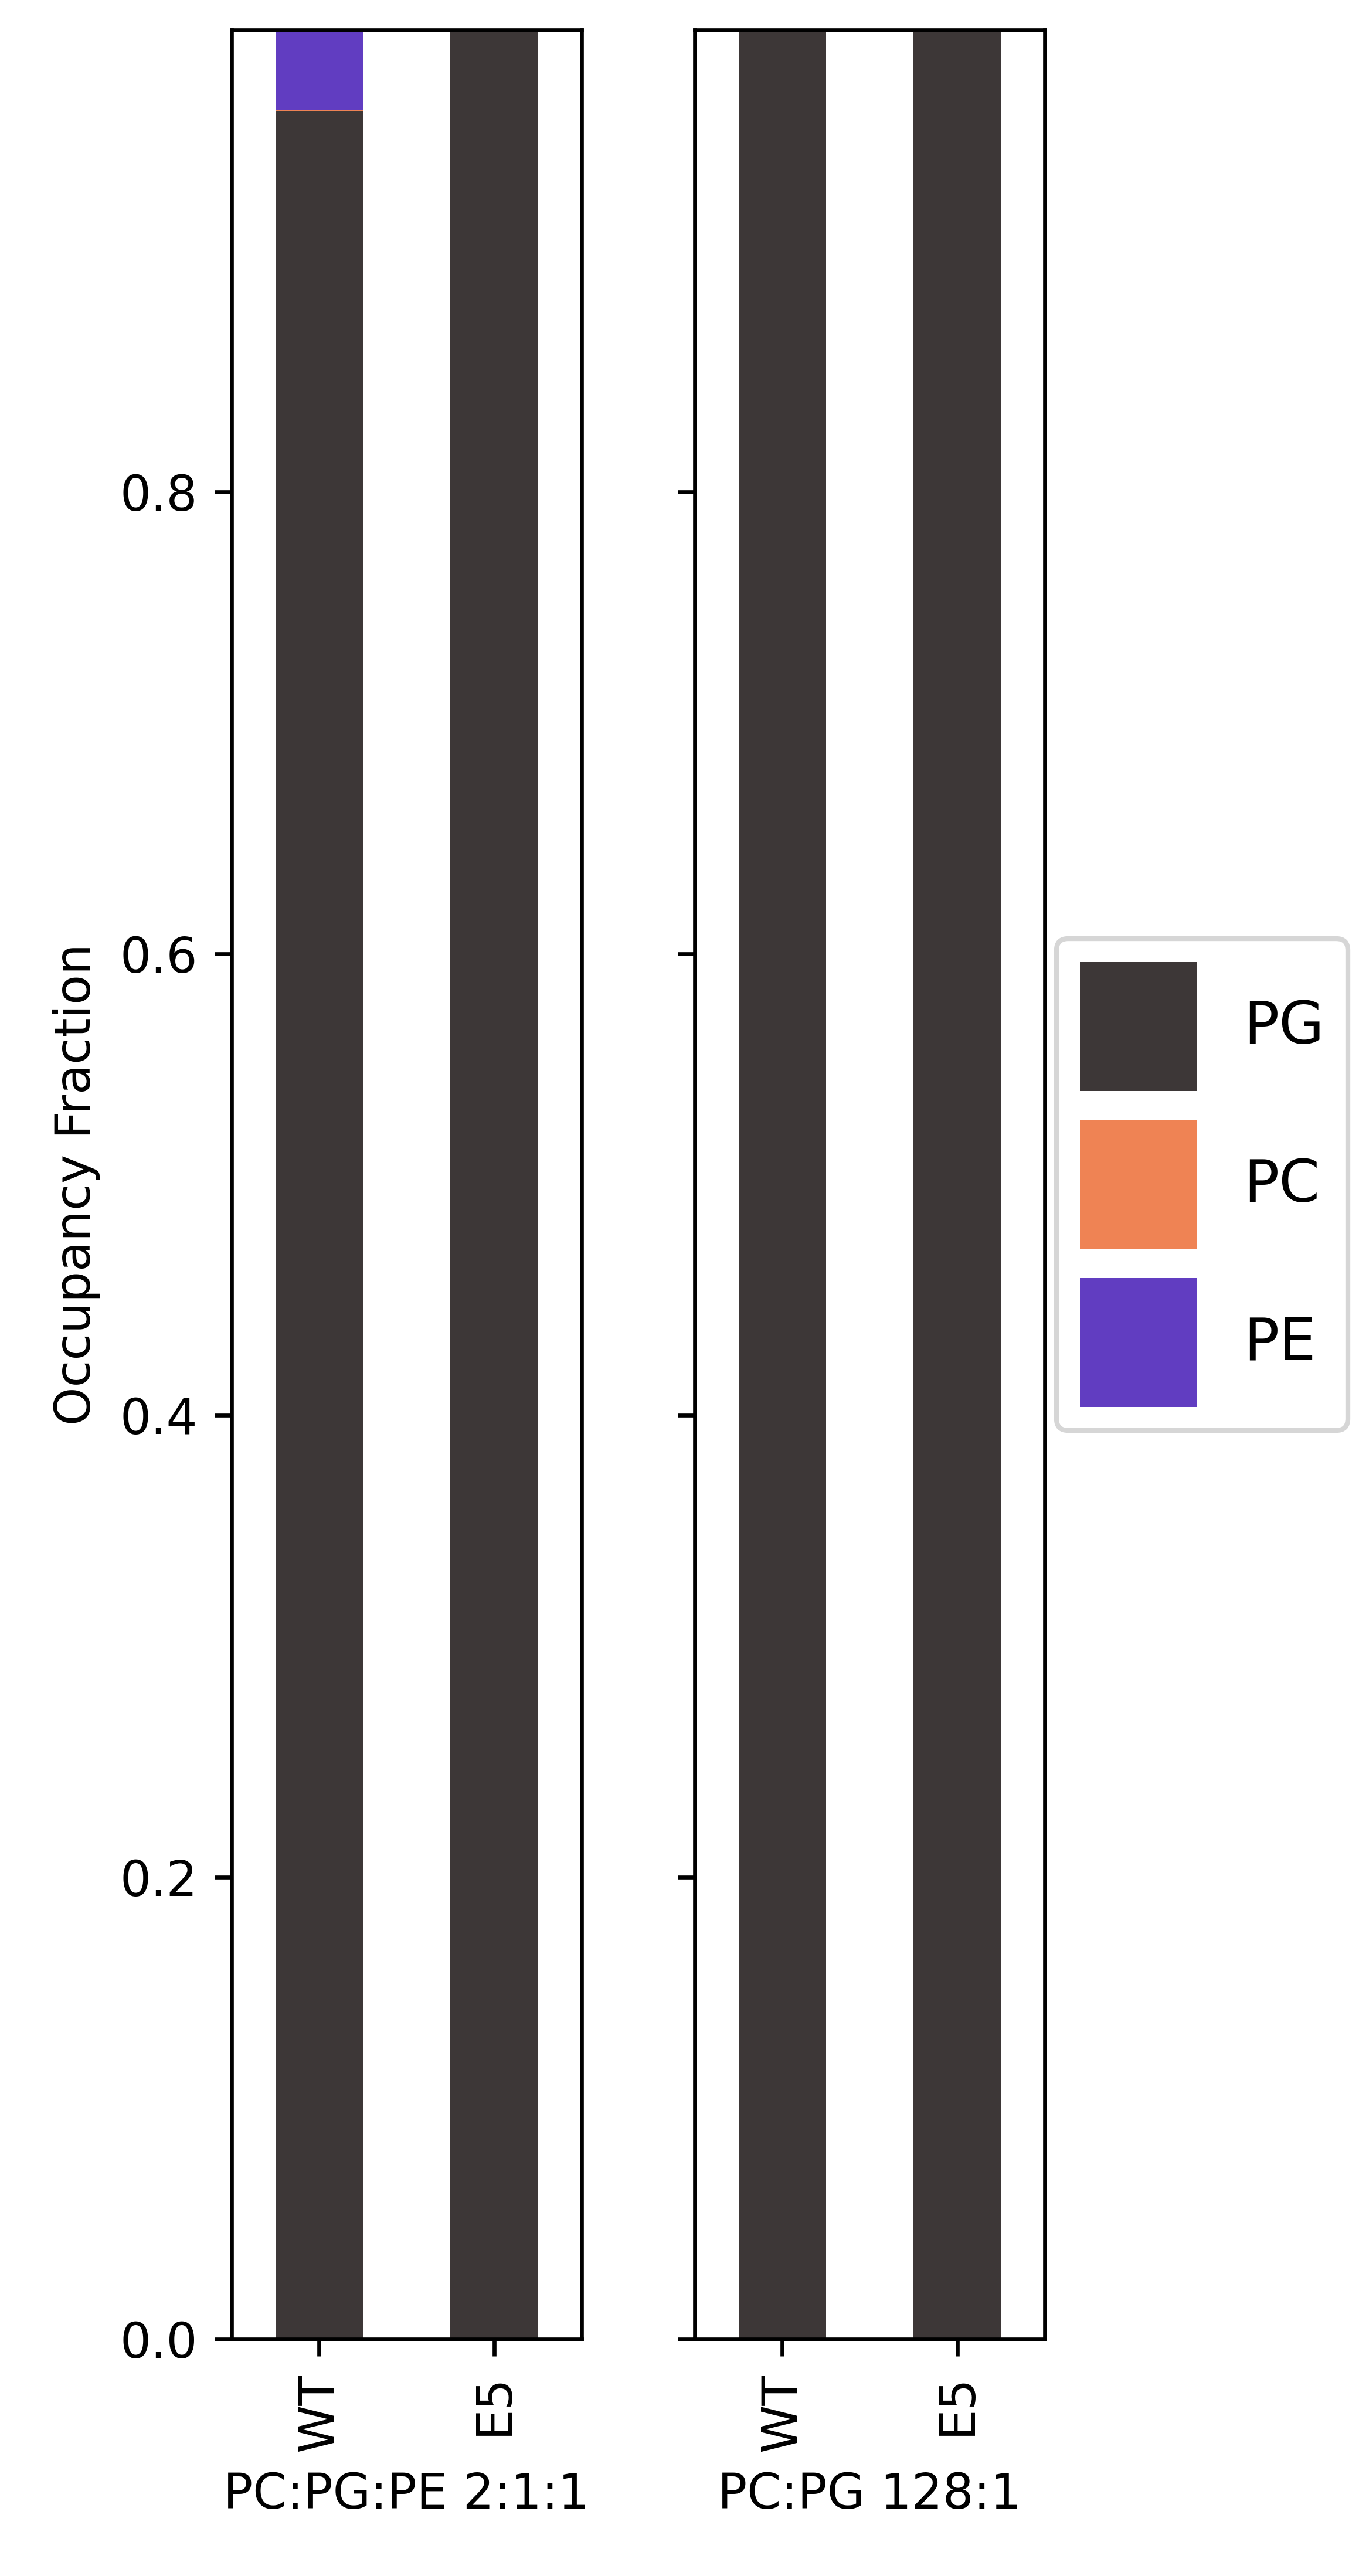 Occupancy Fraction
0.8
0.6
0.4
0.2
0.0
WT
E5
WT
E5
PC:PG:PE 2:1:1
PC:PG 128:1
PG
PC
PE